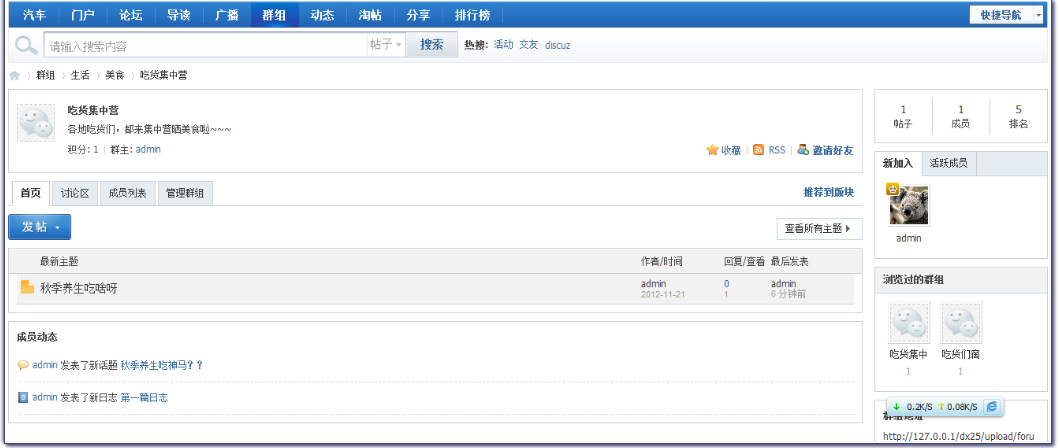 汽车 门户 论坛 导读 广播 群组 动态 淘帖 分享 排行榜 快捷导航
请输入搜索内容 帖子 搜索 热搜: 活动 交友 discuz
群组 生活 美食 吃货集中营
吃货集中营
各地吃货们，都来集中营晒美食啦~~~
积分: 1 群主: admin
收藏 RSS 邀请好友
1 1 5
帖子 成员 排名
首页 讨论区 成员列表 管理群组 推荐到版块
发帖 查看所有主题
最新主题 作者/时间 回复/查看 最后发表
秋季养生吃啥呀 admin 0 admin
2012-11-21 1 6 分钟前
成员动态
admin 发表了新话题 秋季养生吃神马？？
admin 发表了新日志 第一篇日志
新加入 活跃成员
admin
浏览过的群组
吃货集中 吃货们菌
1 1
0.2K/S 0.08K/S
http://127.0.0.1/dx25/upload/foru